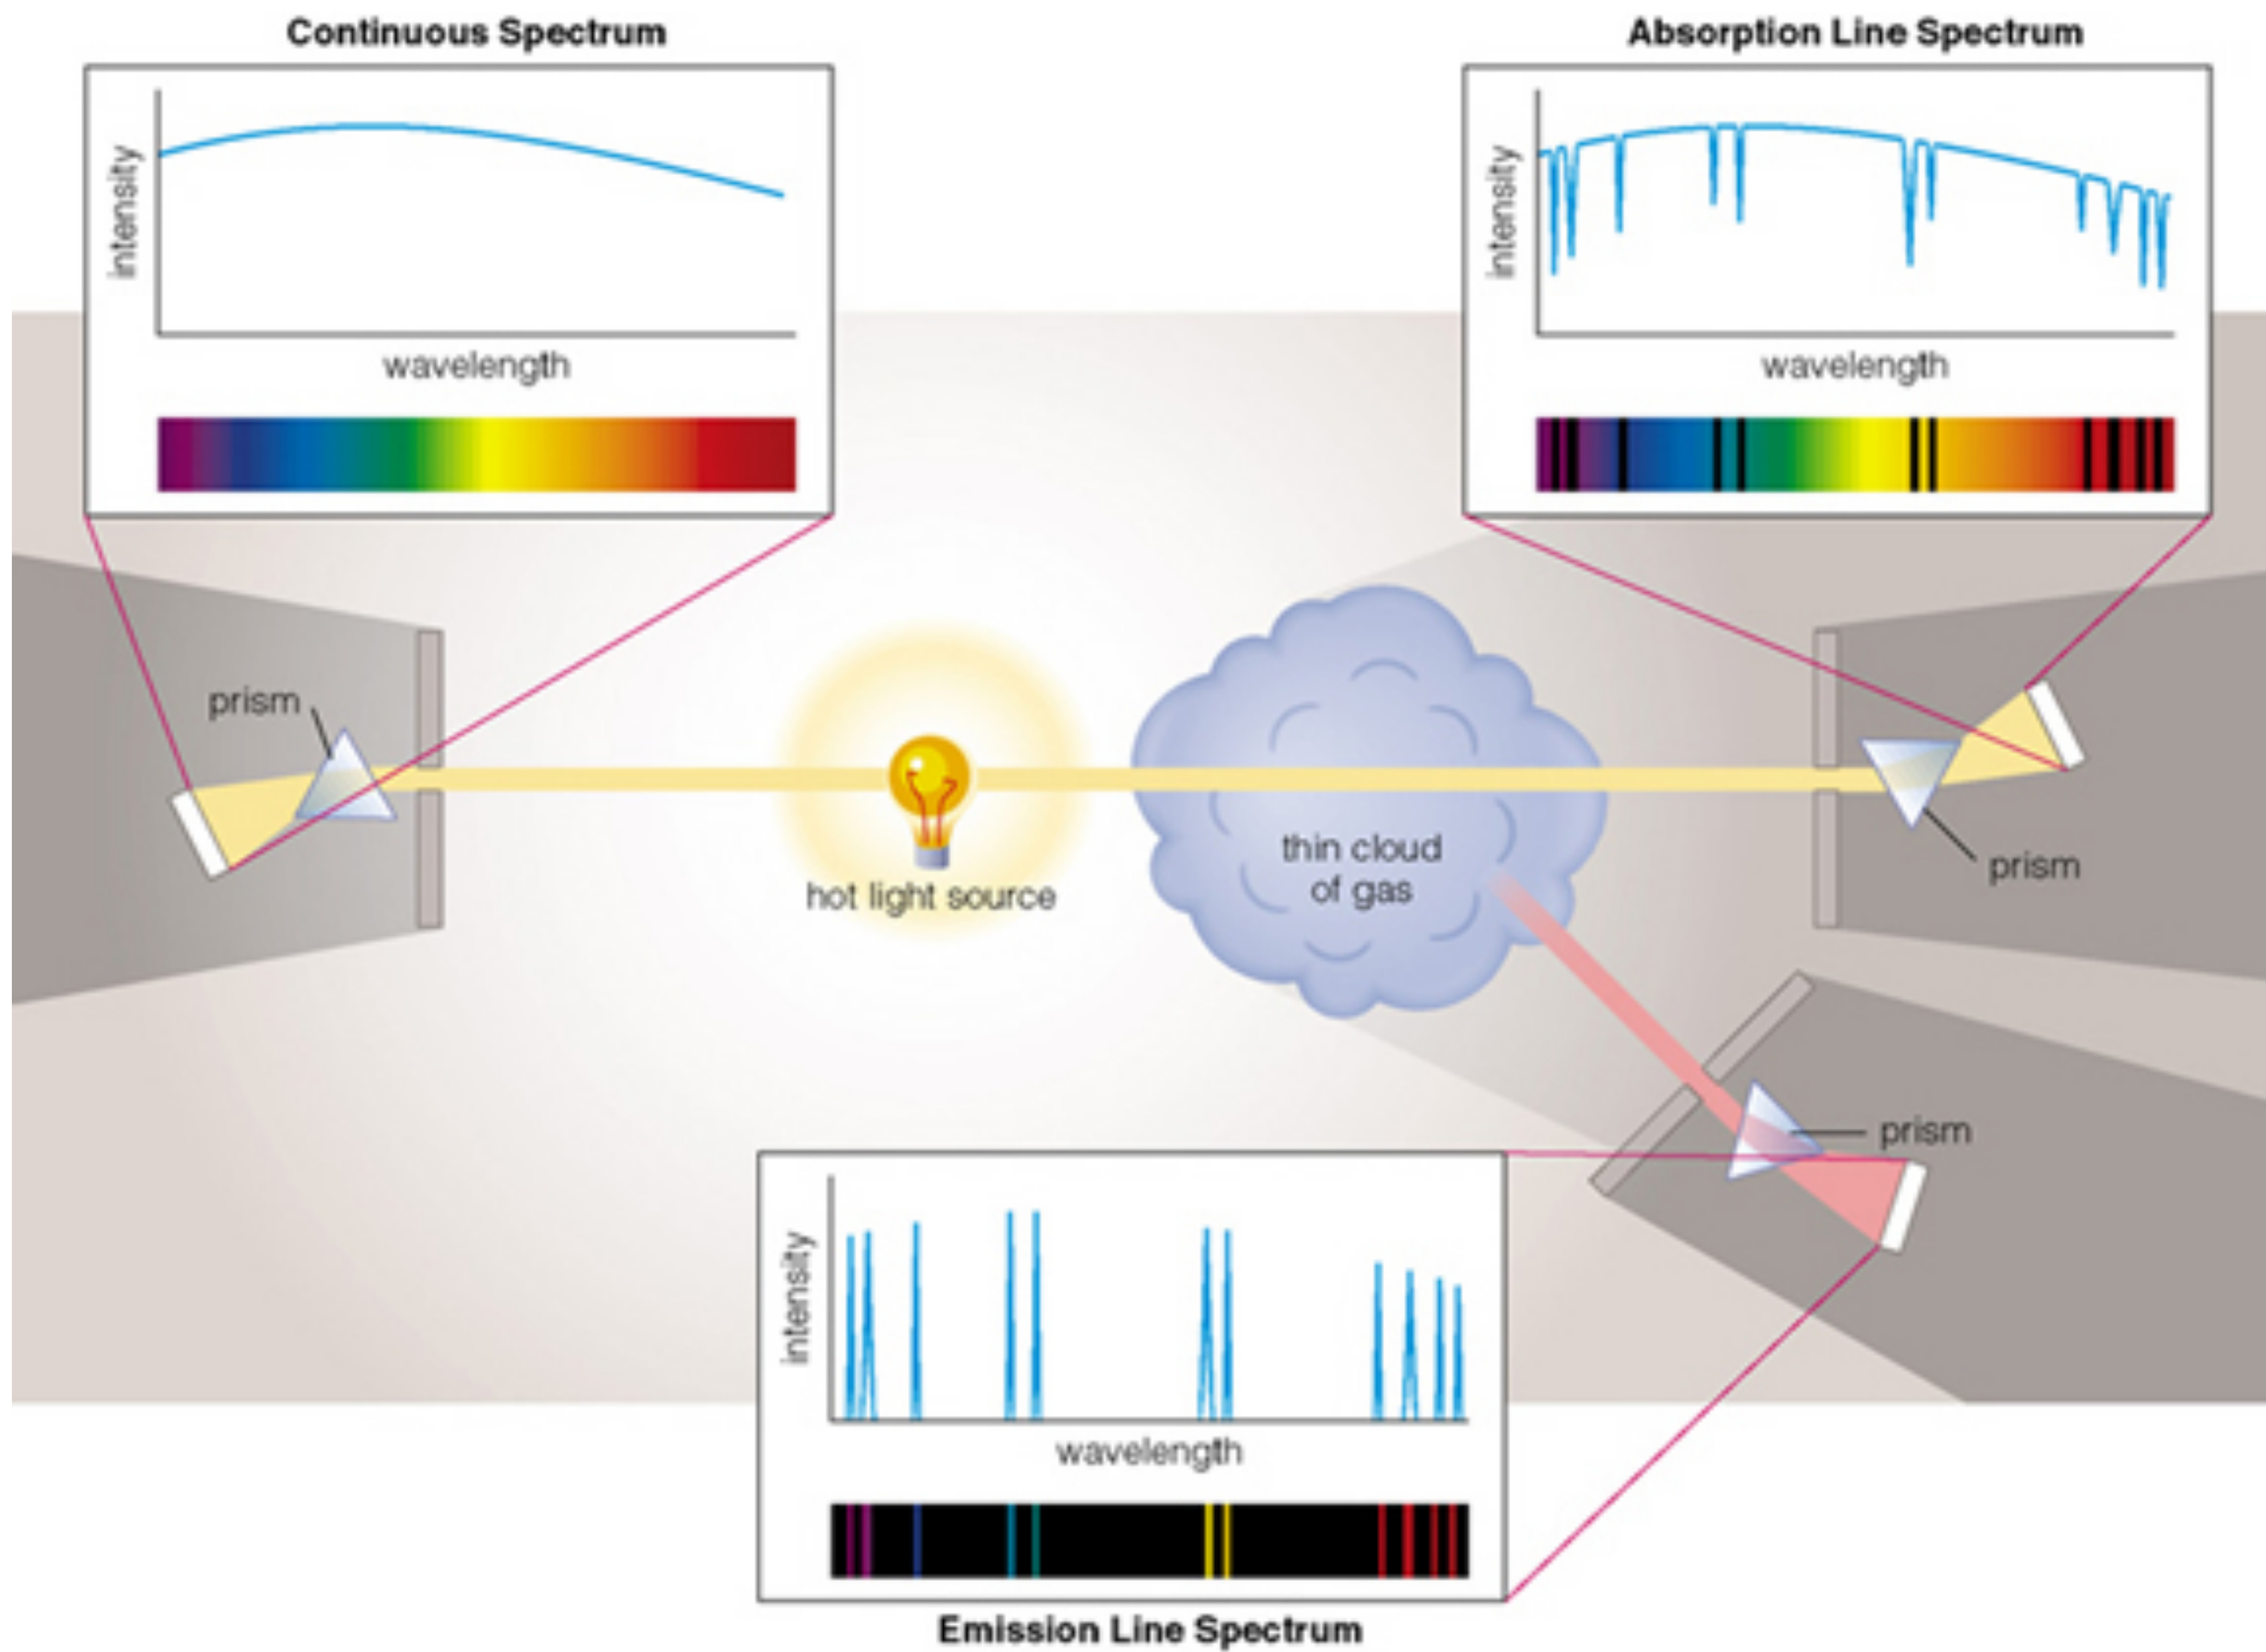 Continuous Spectrum
intensity
wavelength
Absorption Line Spectrum
intensity
wavelength
prism
hot light source
thin cloud
of gas
prism
prism
intensity
wavelength
Emission Line Spectrum